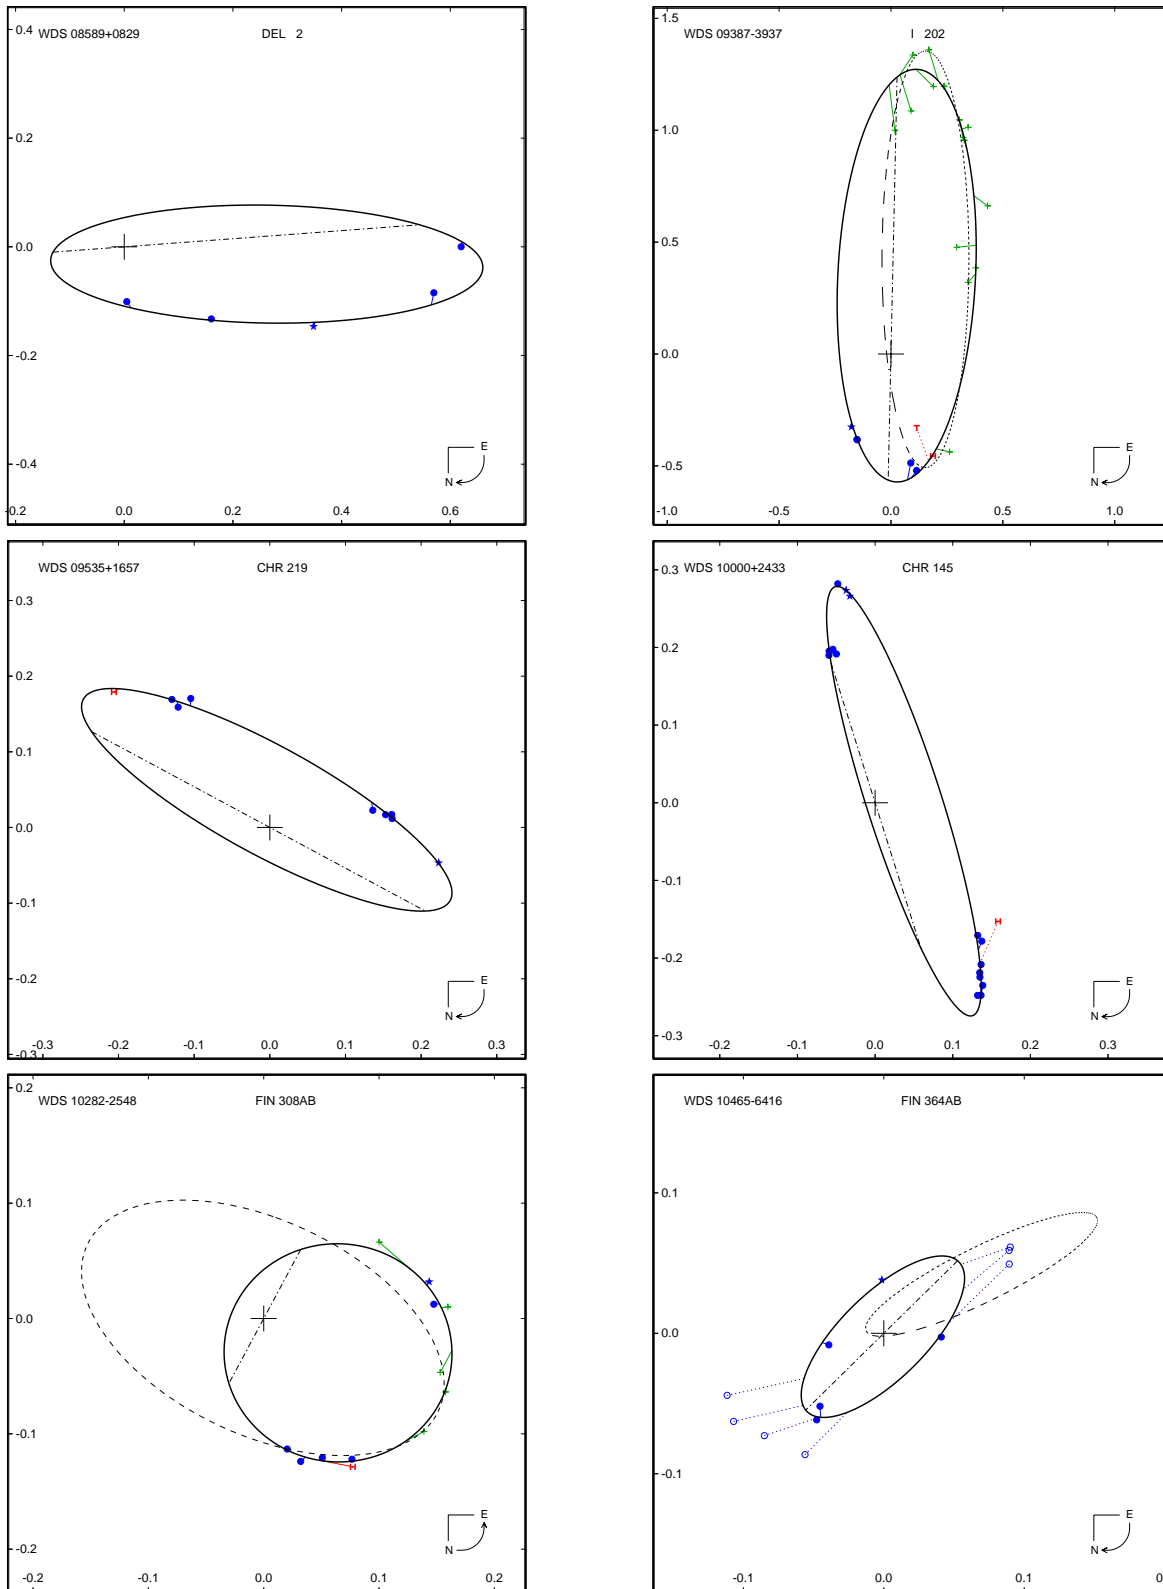 WDS 08589+0829 DEL 2
0.4
0.2
0.0
-0.2
-0.4
E
N
-0.2 0.0 0.2 0.4 0.6
WDS 09387-3937 I 202
1.5
1.0
0.5
0.0
-0.5
T
H
E
N
-1.0 -0.5 0.0 0.5 1.0
WDS 09535+1657 CHR 219
0.3
0.2
0.1
0.0
-0.1
-0.2
-0.3
H
E
N
-0.3 -0.2 -0.1 0.0 0.1 0.2 0.3
WDS 10000+2433 CHR 145
0.3
0.2
0.1
0.0
-0.1
-0.2
-0.3
H
E
N
-0.2 -0.1 0.0 0.1 0.2 0.3
WDS 10282-2548 FIN 308AB
0.2
0.1
0.0
-0.1
-0.2
H
E
N
-0.2 -0.1 0.0 0.1 0.2
WDS 10465-6416 FIN 364AB
0.1
0.0
-0.1
E
N
-0.1 0.0 0.1